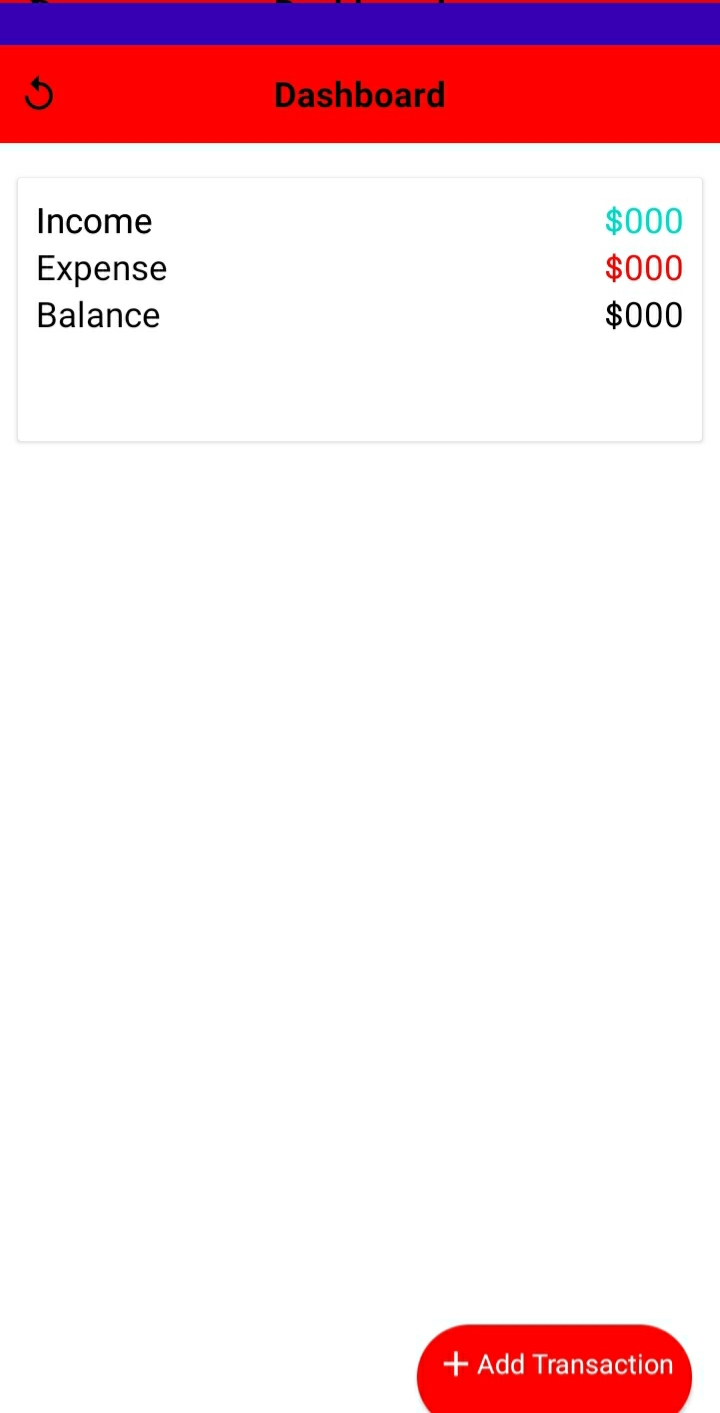 Dashboard
Income $000
Expense $000
Balance $000
+ Add Transaction